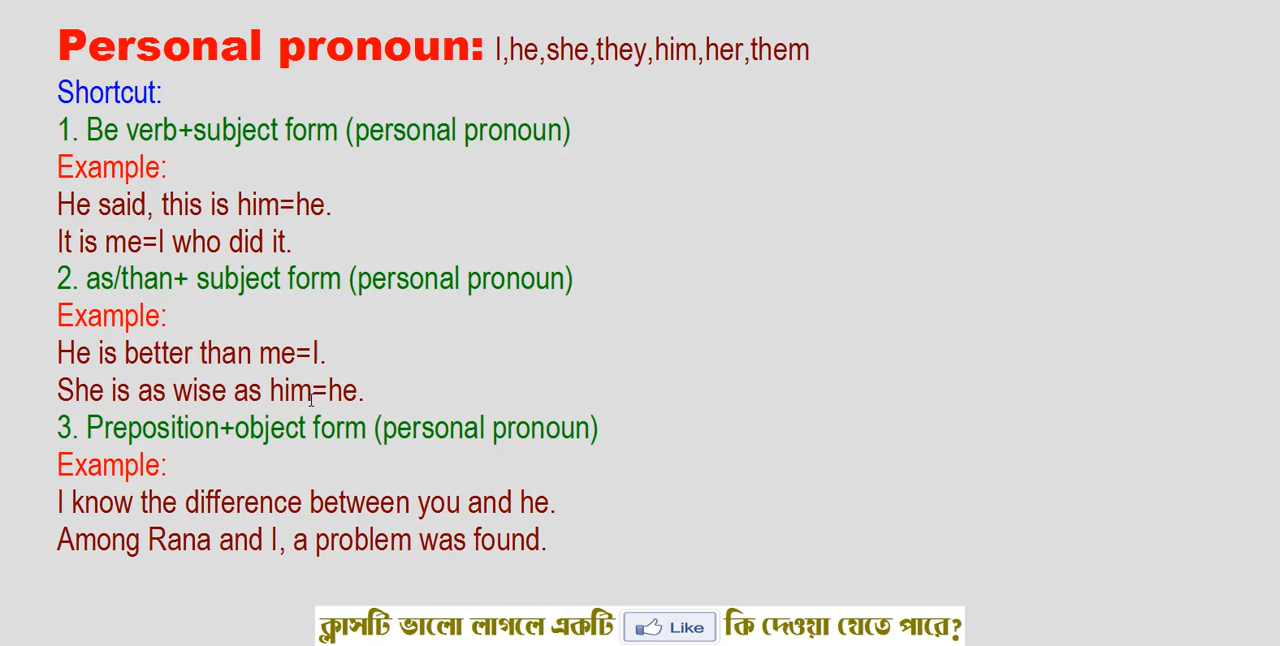 Personal pronoun: I,he,she,they,him,her,them
Shortcut:
1. Be verb+subject form (personal pronoun)
Example:
He said, this is him=he.
It is me=I who did it.
2. as/than+ subject form (personal pronoun)
Example:
He is better than me=I.
She is as wise as him=he.
3. Preposition+object form (personal pronoun)
Example:
I know the difference between you and he.
Among Rana and I, a problem was found.
ক্লাসটি ভালো লাগলে একটি Like কি দেওয়া যেতে পারে?